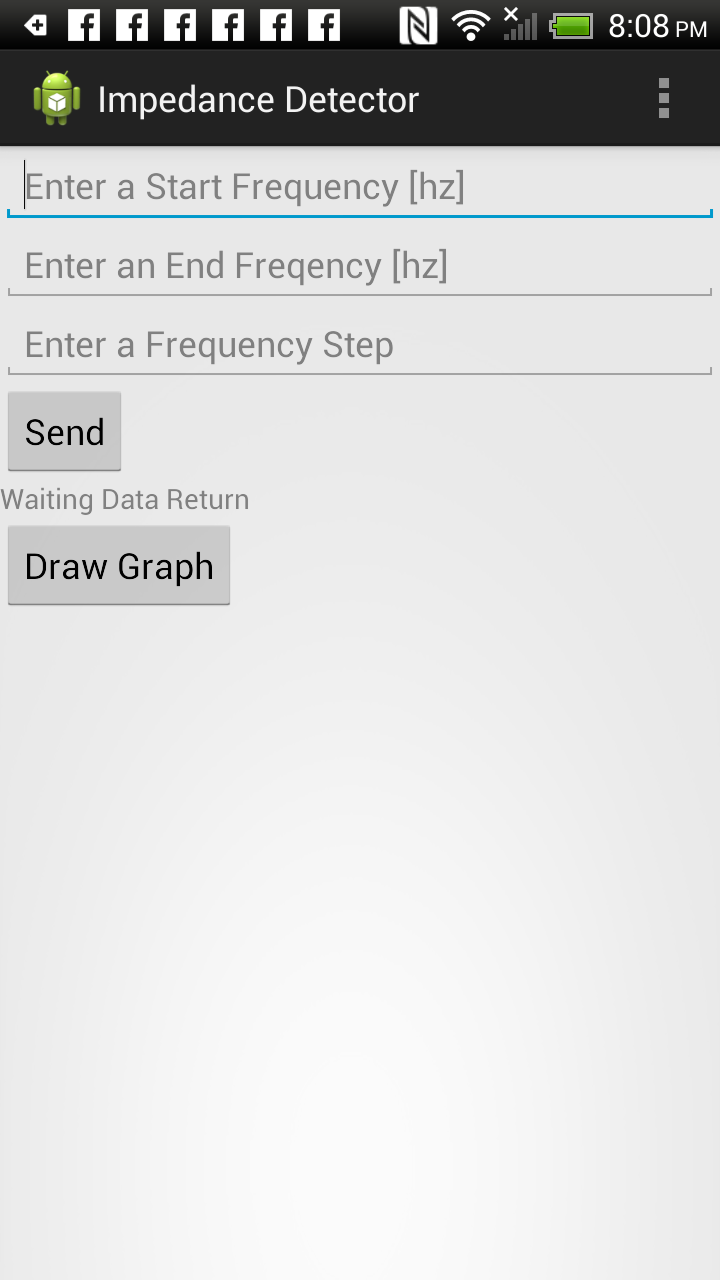 8:08 PM
Impedance Detector
Enter a Start Frequency [hz]
Enter an End Freqency [hz]
Enter a Frequency Step
Send
Waiting Data Return
Draw Graph